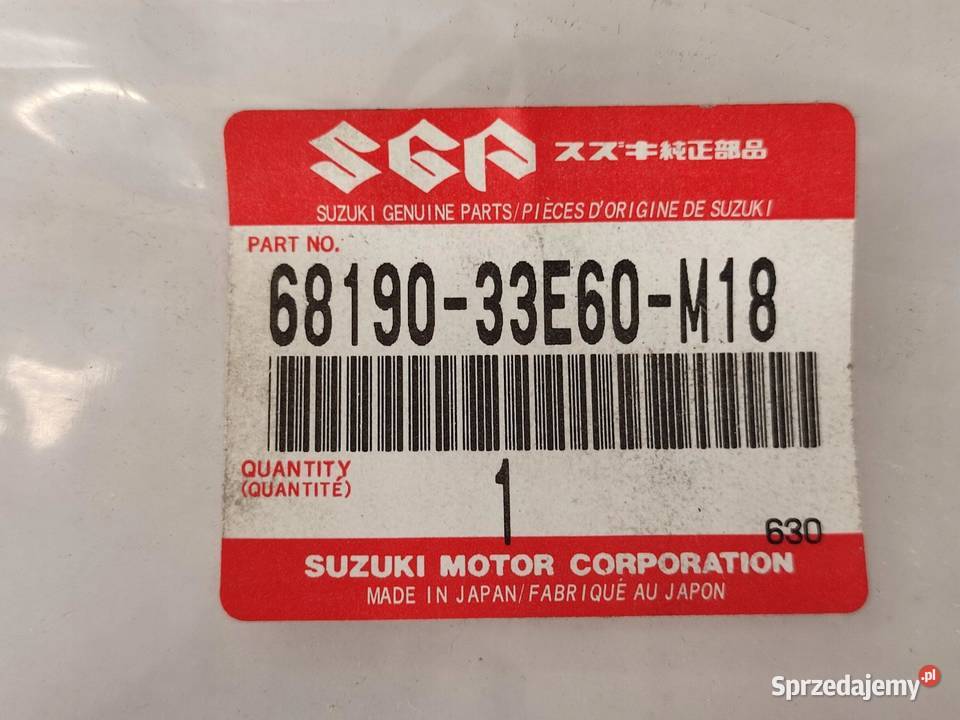 SGP スズキ純正部品
SUZUKI GENUINE PARTS/PIÈCES D'ORIGINE DE SUZUKI
PART NO.
68190-33E60-M18
QUANTITY
(QUANTITÉ)
1
630
SUZUKI MOTOR CORPORATION
MADE IN JAPAN/FABRIQUÉ AU JAPON
Sprzedajemy.pl